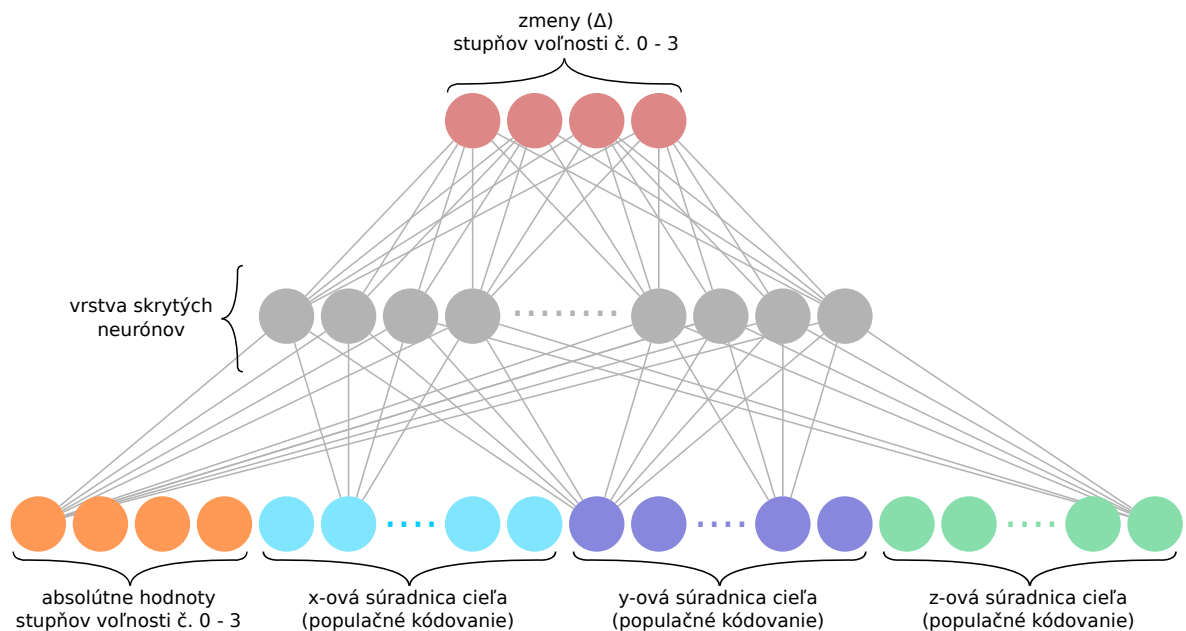 zmeny (Δ)
stupňov voľnosti č. 0 - 3
vrstva skrytých
neurónov
absolútne hodnoty
stupňov voľnosti č. 0 - 3
x-ová súradnica cieľa
(populačné kódovanie)
y-ová súradnica cieľa
(populačné kódovanie)
z-ová súradnica cieľa
(populačné kódovanie)